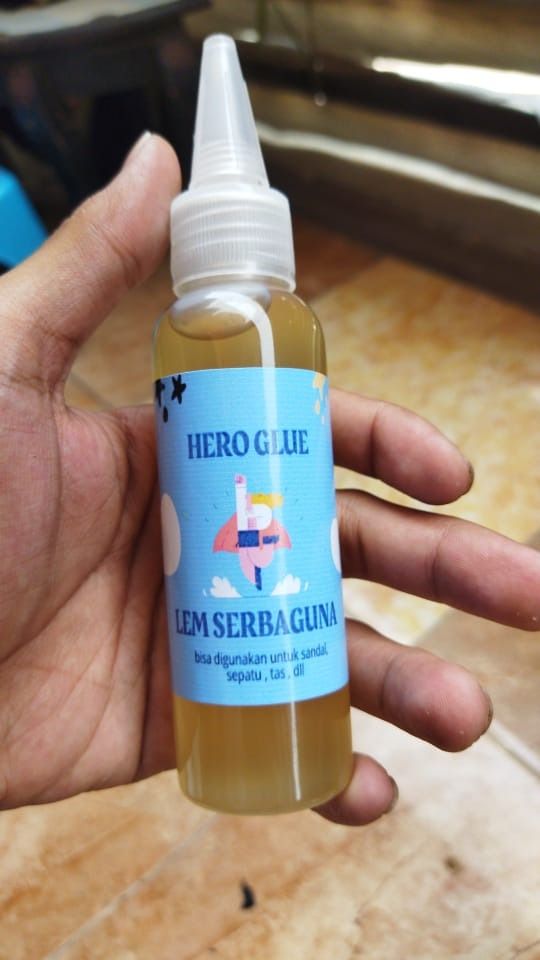 HERO GLUE
LEM SERBAGUNA
bisa digunakan untuk sandal,
sepatu , tas , dll